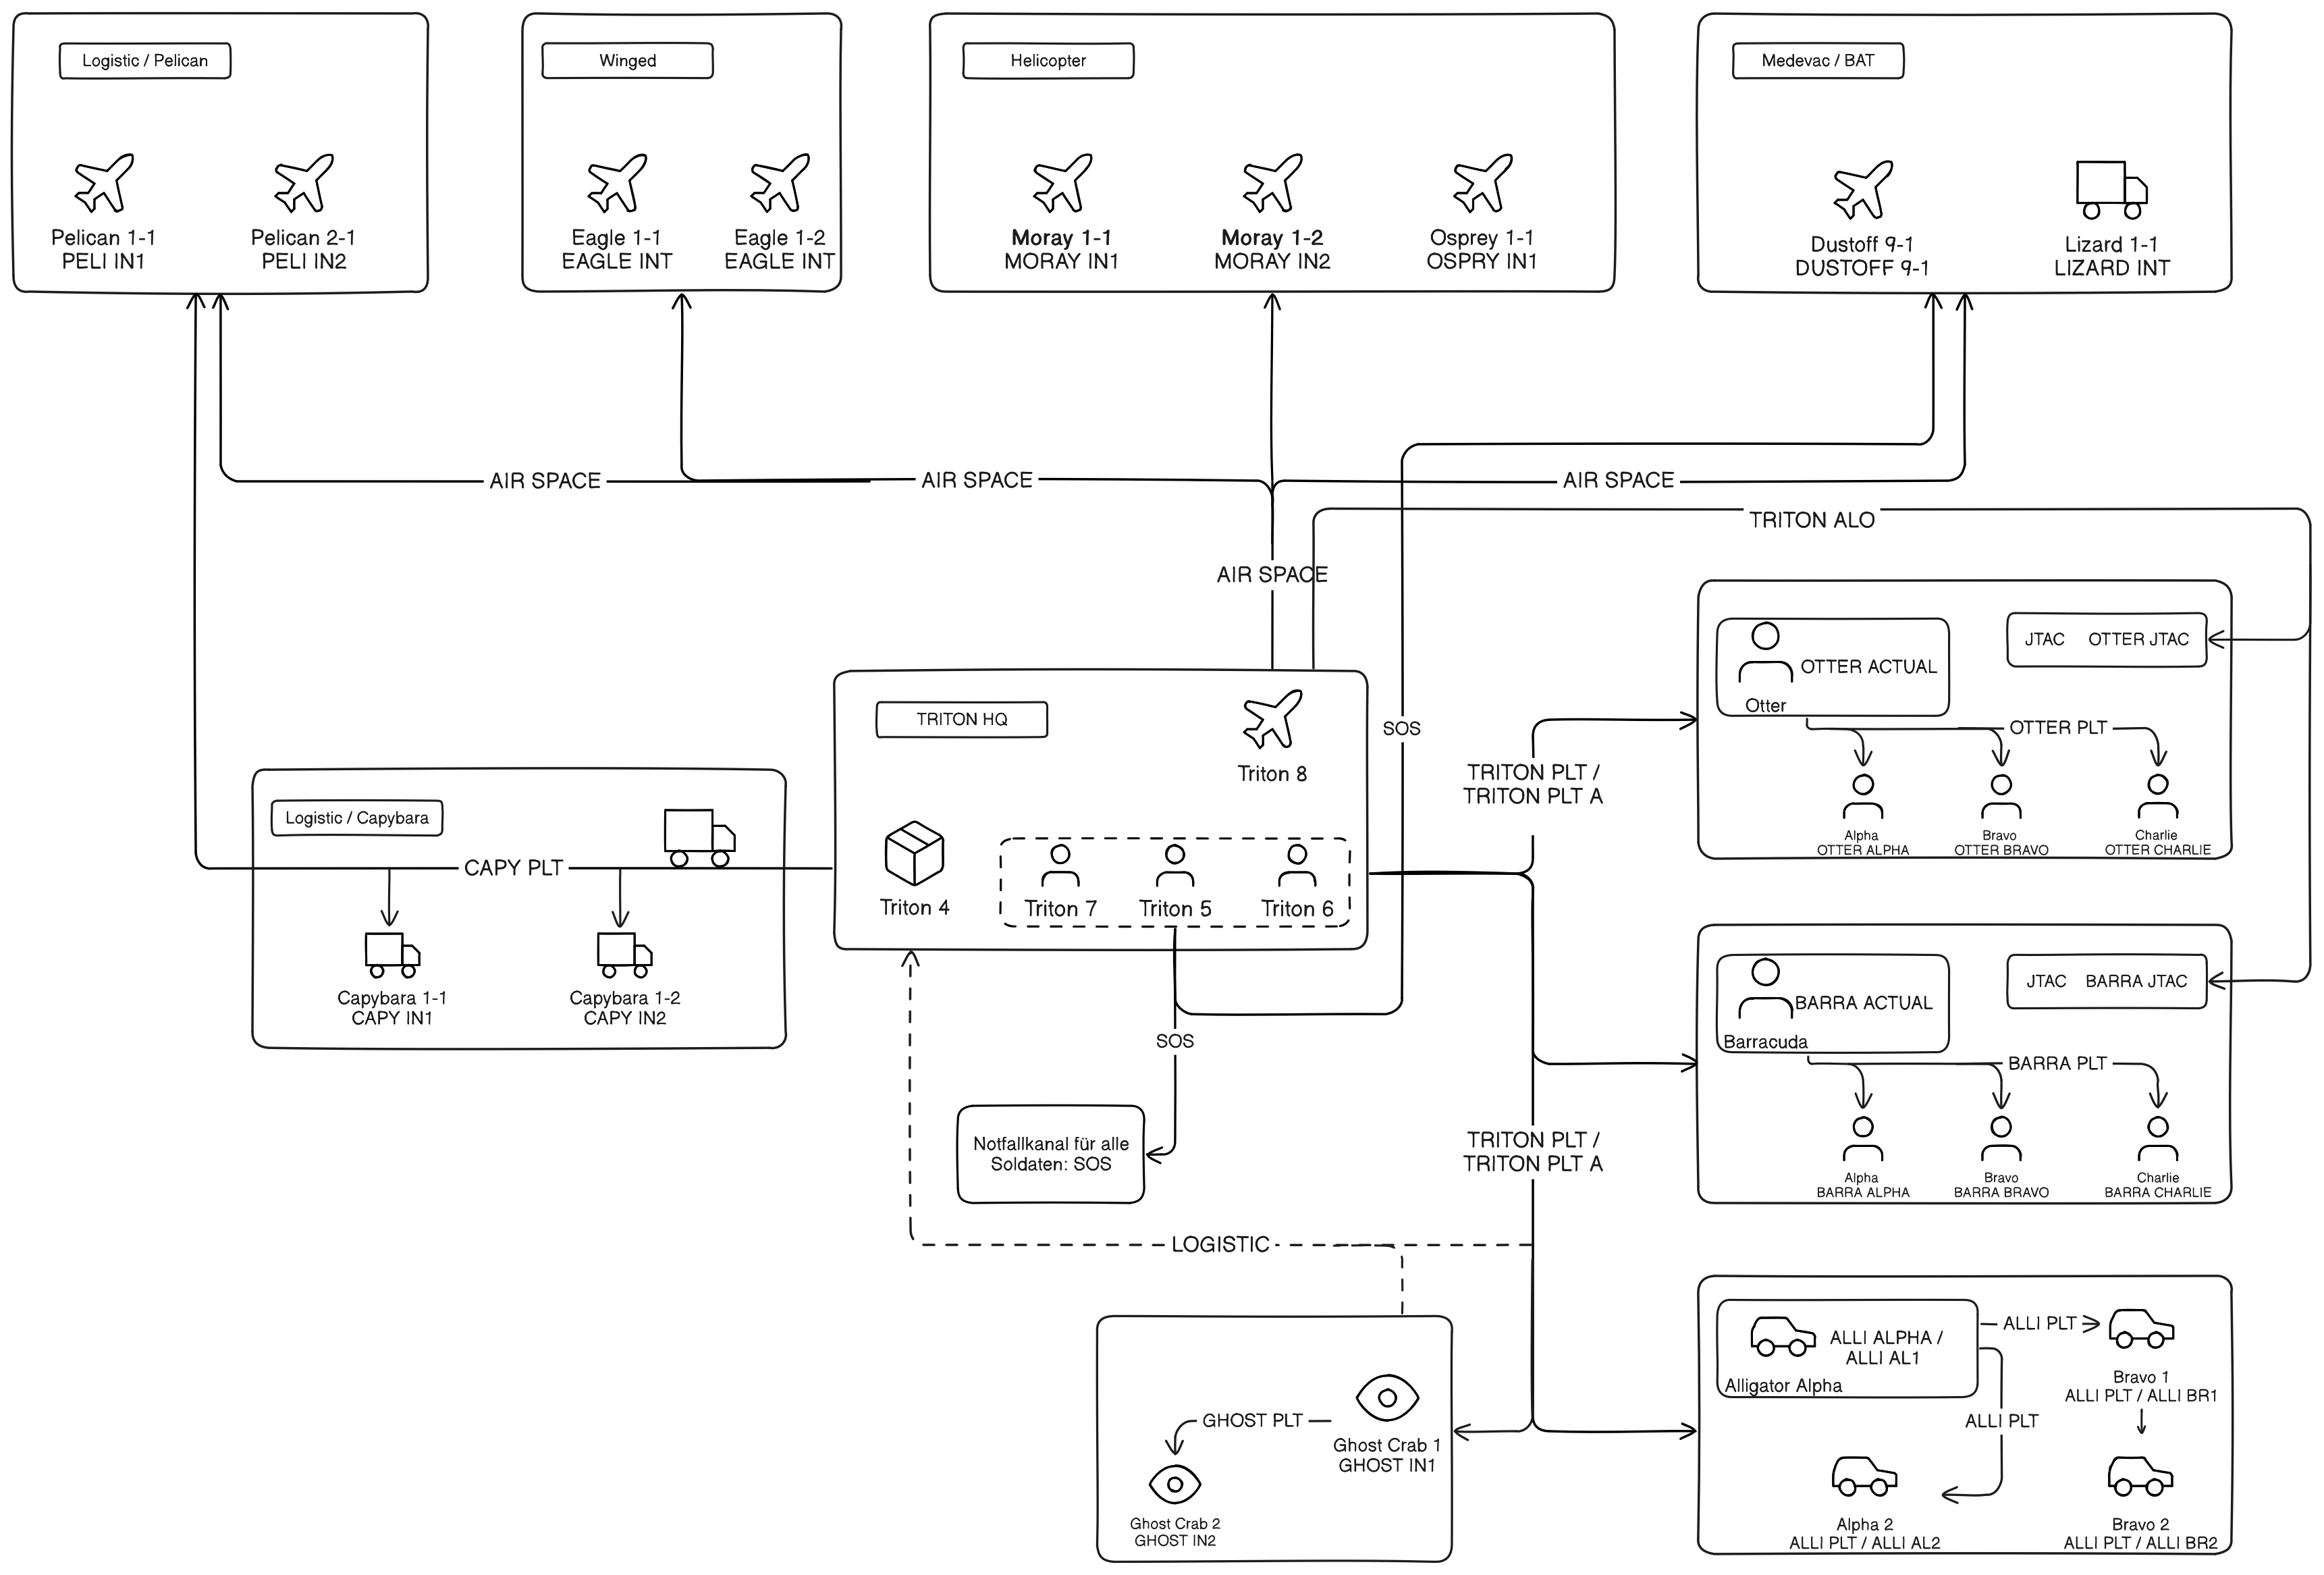 Logistic / Pelican
Pelican 1-1
PELI IN1
Pelican 2-1
PELI IN2
Winged
Eagle 1-1
EAGLE INT
Eagle 1-2
EAGLE INT
Helicopter
Moray 1-1
MORAY IN1
Moray 1-2
MORAY IN2
Osprey 1-1
OSPRY IN1
Medevac / BAT
Dustoff 9-1
DUSTOFF 9-1
Lizard 1-1
LIZARD INT
AIR SPACE
AIR SPACE
AIR SPACE
TRITON ALO
AIR SPACE
SOS
TRITON HQ
Triton 8
Triton 4
Triton 7
Triton 5
Triton 6
Logistic / Capybara
CAPY PLT
Capybara 1-1
CAPY IN1
Capybara 1-2
CAPY IN2
TRITON PLT /
TRITON PLT A
OTTER ACTUAL
Otter
JTAC OTTER JTAC
OTTER PLT
Alpha
OTTER ALPHA
Bravo
OTTER BRAVO
Charlie
OTTER CHARLIE
SOS
Notfallkanal für alle
Soldaten: SOS
TRITON PLT /
TRITON PLT A
BARRA ACTUAL
Barracuda
JTAC BARRA JTAC
BARRA PLT
Alpha
BARRA ALPHA
Bravo
BARRA BRAVO
Charlie
BARRA CHARLIE
LOGISTIC
GHOST PLT
Ghost Crab 1
GHOST IN1
Ghost Crab 2
GHOST IN2
ALLI ALPHA /
ALLI AL1
Alligator Alpha
ALLI PLT
Bravo 1
ALLI PLT / ALLI BR1
ALLI PLT
Alpha 2
ALLI PLT / ALLI AL2
Bravo 2
ALLI PLT / ALLI BR2